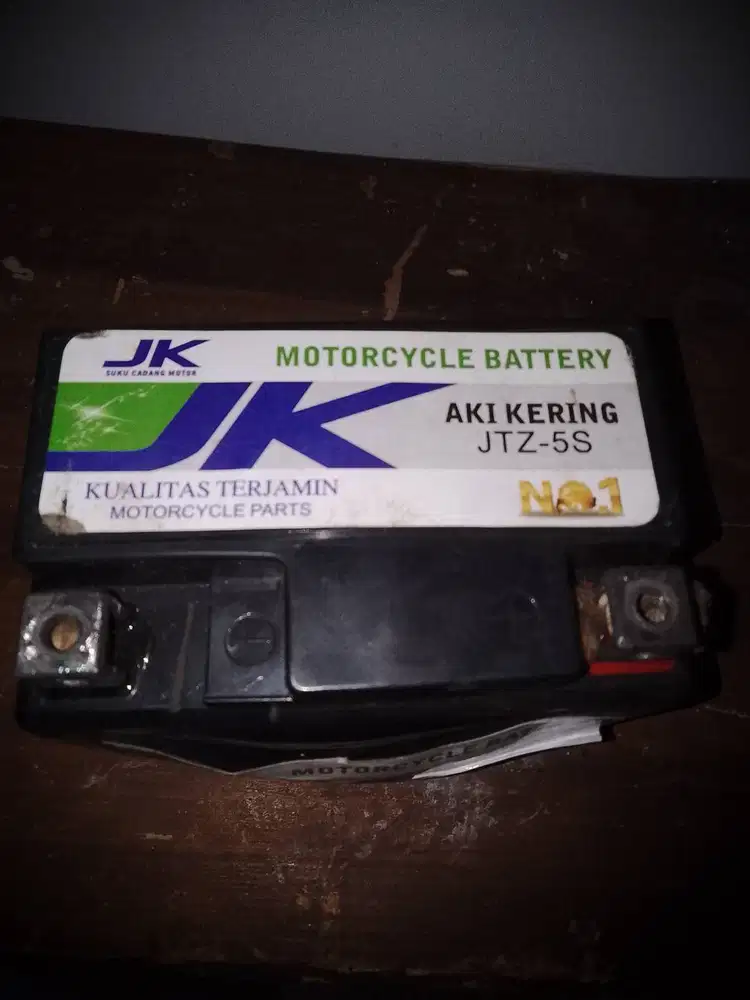 JK
SUKU CADANG MOTOR
MOTORCYCLE BATTERY
JK
AKI KERING
JTZ-5S
KUALITAS TERJAMIN
MOTORCYCLE PARTS
NO.1
MOTORCYCLE